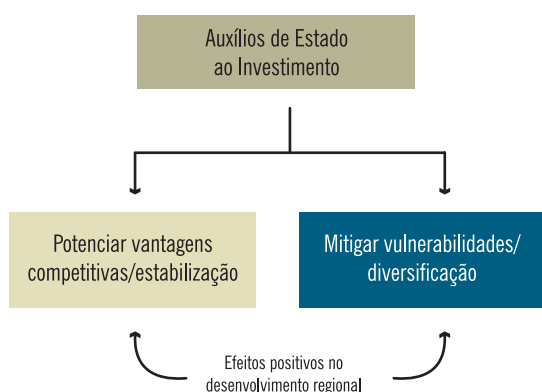 Auxílios de Estado
ao Investimento
Potenciar vantagens
competitivas/estabilização
Mitigar vulnerabilidades/
diversificação
Efeitos positivos no
desenvolvimento regional